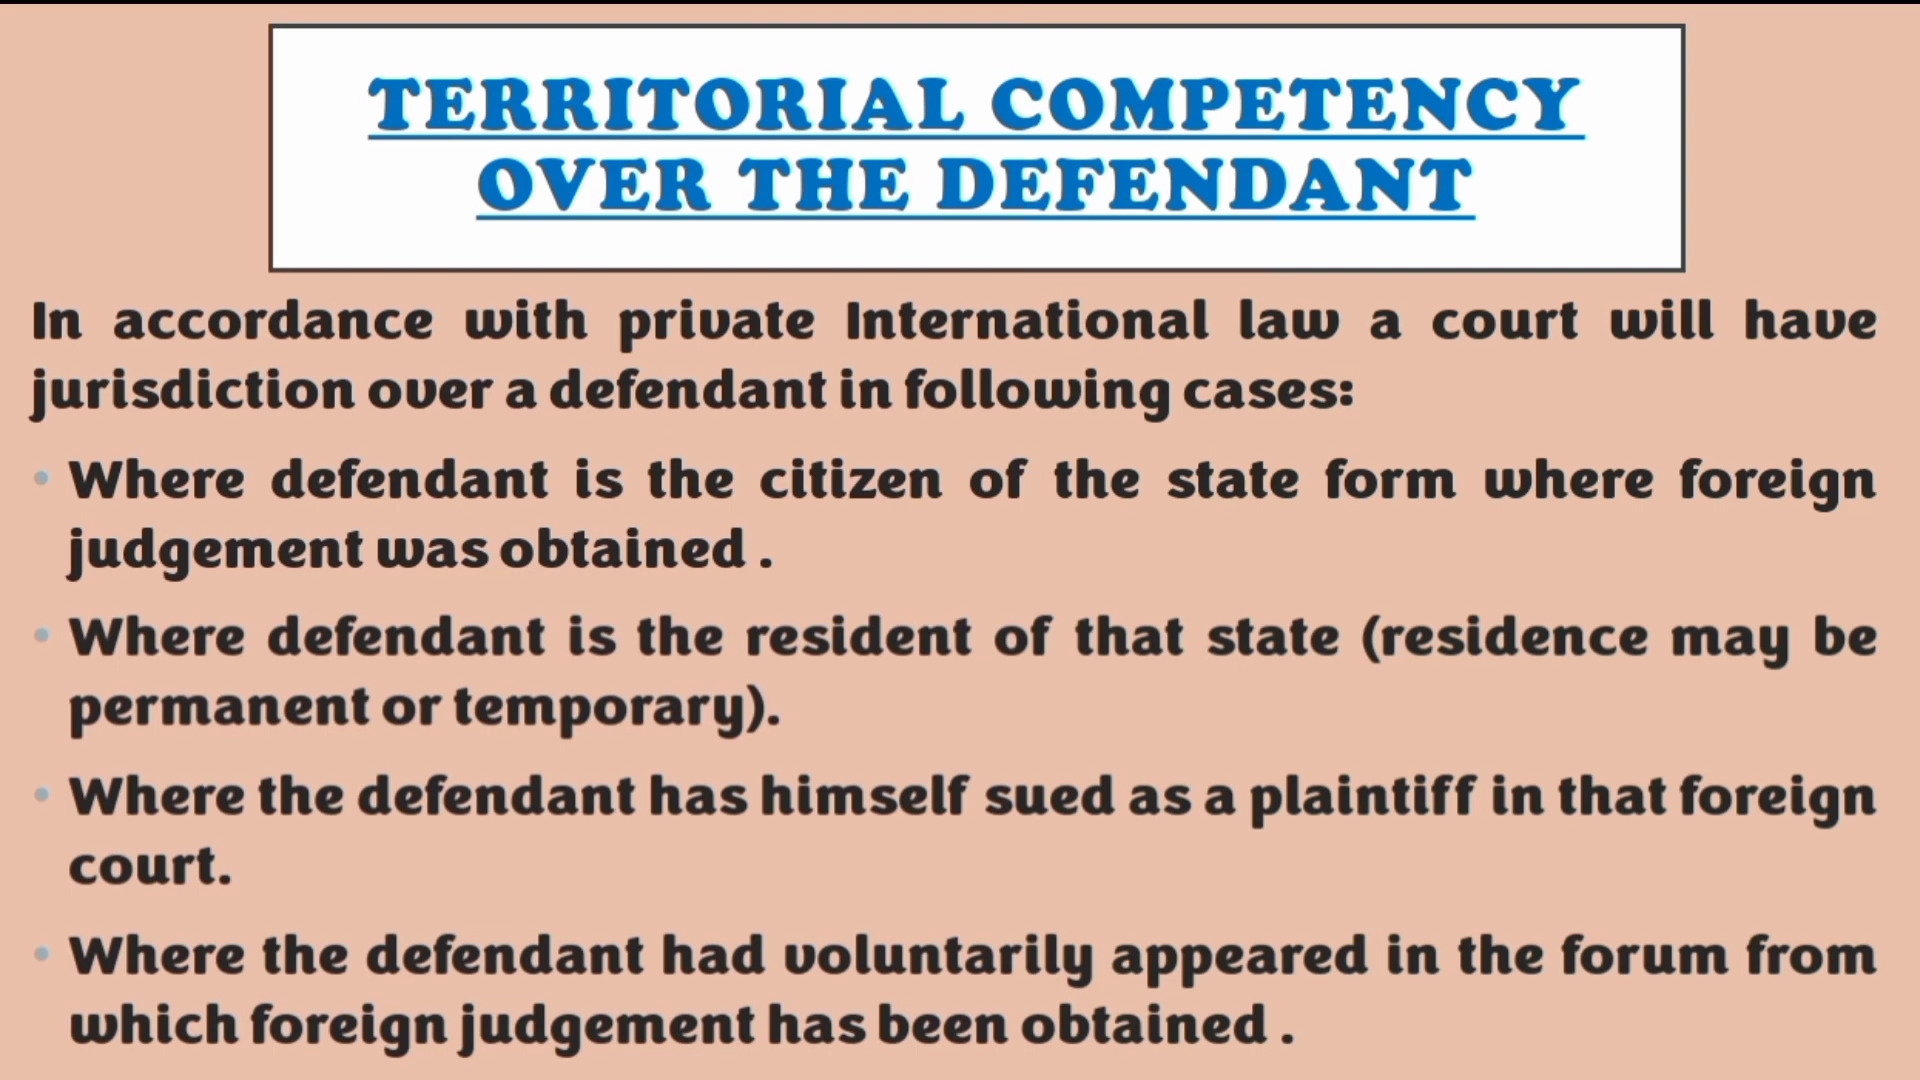 TERRITORIAL COMPETENCY
OVER THE DEFENDANT
In accordance with private International law a court will have
jurisdiction over a defendant in following cases:
• Where defendant is the citizen of the state form where foreign
judgement was obtained .
• Where defendant is the resident of that state (residence may be
permanent or temporary).
• Where the defendant has himself sued as a plaintiff in that foreign
court.
• Where the defendant had voluntarily appeared in the forum from
which foreign judgement has been obtained .